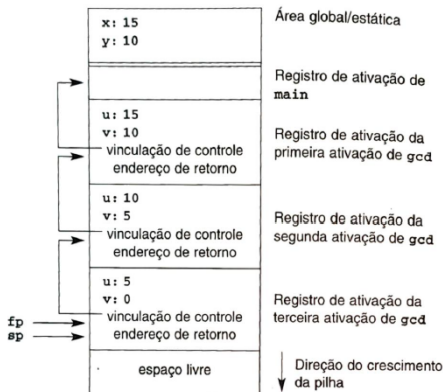 x: 15
y: 10
Área global/estática
Registro de ativação de
main
u: 15
v: 10
vinculação de controle
endereço de retorno
Registro de ativação da
primeira ativação de gcd
u: 10
v: 5
vinculação de controle
endereço de retorno
Registro de ativação da
segunda ativação de gcd
u: 5
v: 0
vinculação de controle
endereço de retorno
Registro de ativação da
terceira ativação de gcd
fp
sp
espaço livre
Direção do crescimento
da pilha